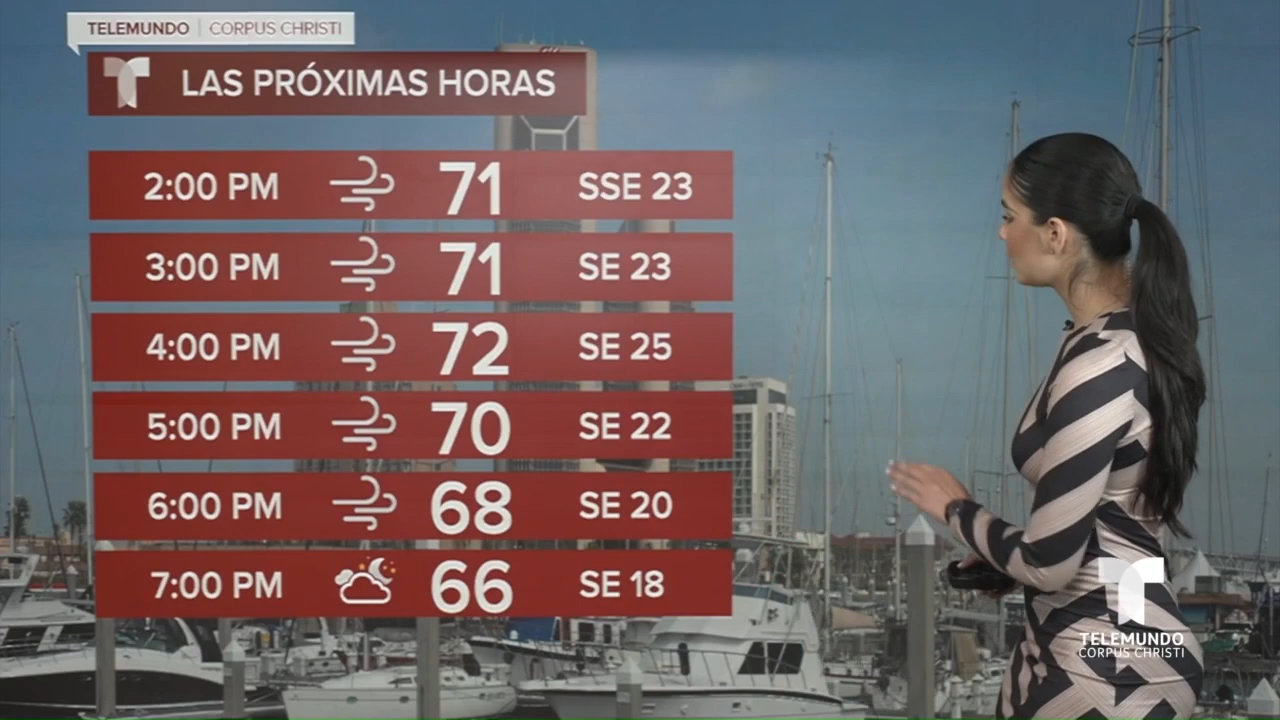 TELEMUNDO | CORPUS CHRISTI
LAS PRÓXIMAS HORAS
2:00 PM 71 SSE 23
3:00 PM 71 SE 23
4:00 PM 72 SE 25
5:00 PM 70 SE 22
6:00 PM 68 SE 20
7:00 PM 66 SE 18
TELEMUNDO
CORPUS CHRISTI